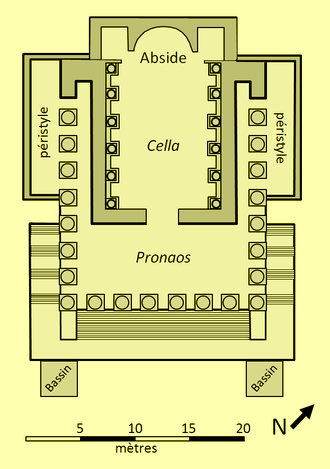 Abside
péristyle
péristyle
Cella
Pronaos
Bassin
Bassin
N
5 10 15 20
mètres